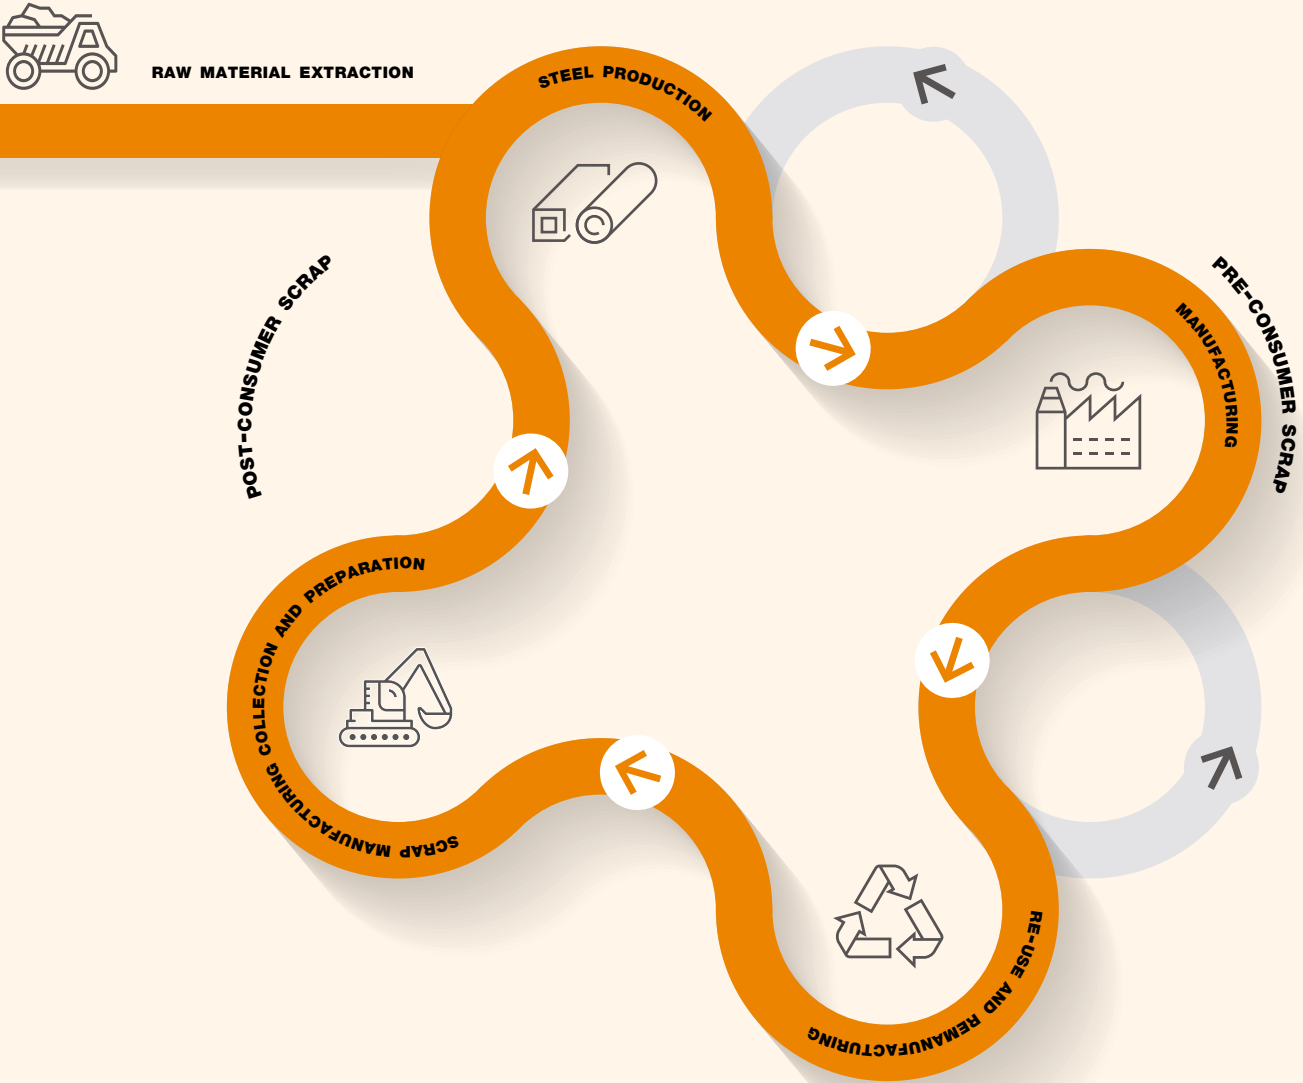 RAW MATERIAL EXTRACTION
STEEL PRODUCTION
PRE-CONSUMER SCRAP
MANUFACTURING
POST-CONSUMER SCRAP
SCRAP MANUFACTURING COLLECTION AND PREPARATION
RE-USE AND REMANUFACTURING